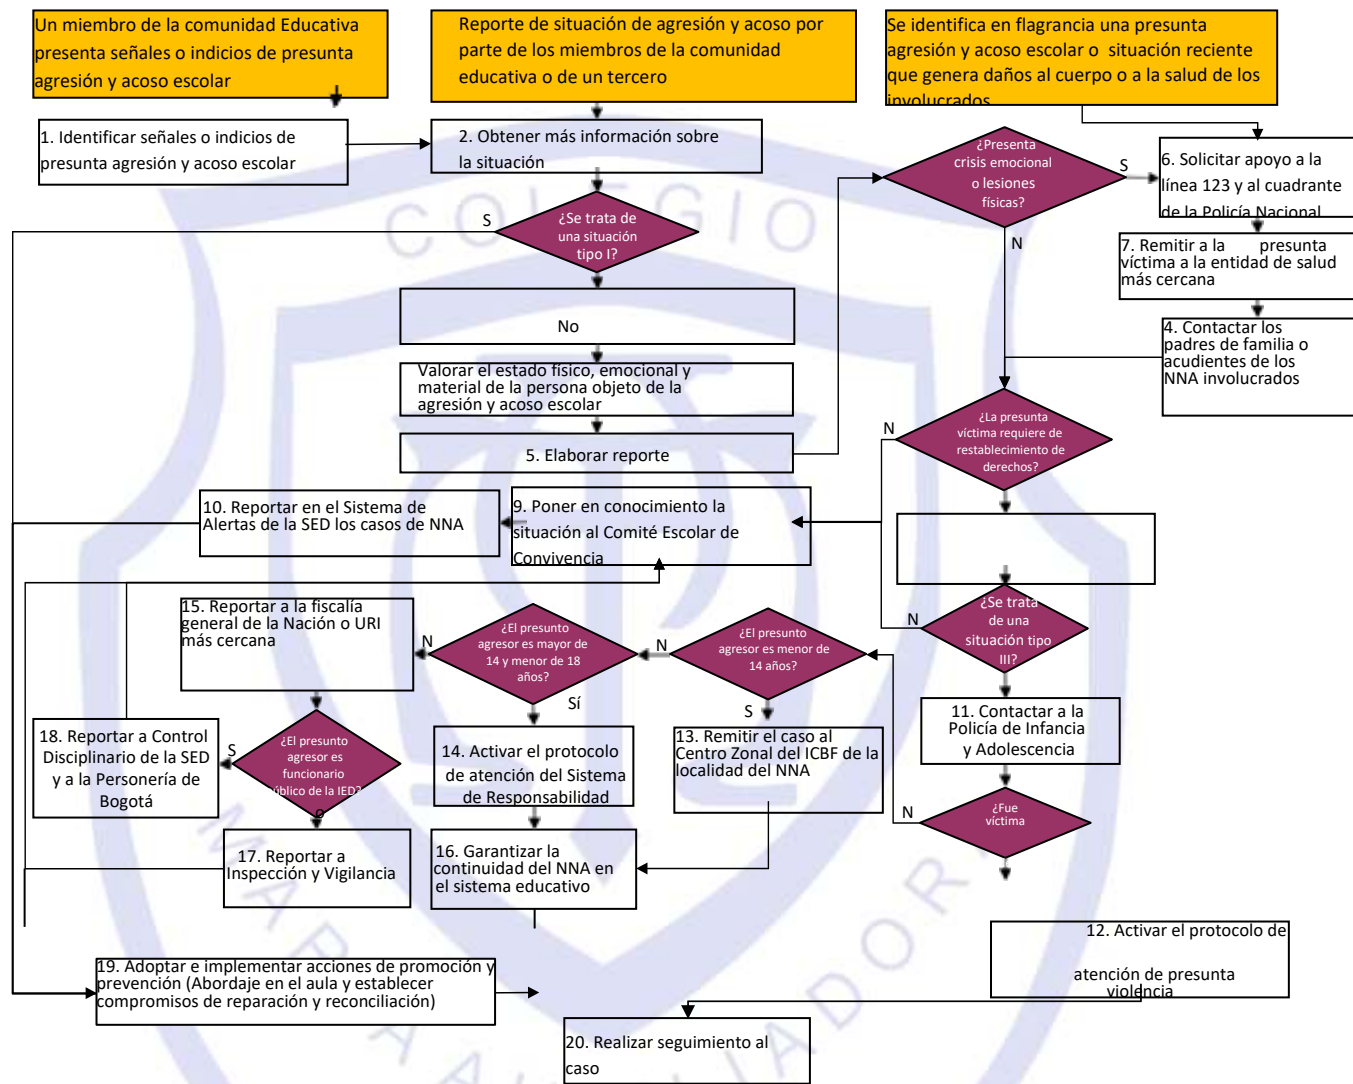 Un miembro de la comunidad Educativa
presenta señales o indicios de presunta
agresión y acoso escolar
Reporte de situación de agresión y acoso por
parte de los miembros de la comunidad
educativa o de un tercero
Se identifica en flagrancia una presunta
agresión y acoso escolar o situación reciente
que genera daños al cuerpo o a la salud de los
involucrados
1. Identificar señales o indicios de
presunta agresión y acoso escolar
2. Obtener más información sobre
la situación
¿Presenta
crisis emocional
o lesiones
físicas?
S
N
6. Solicitar apoyo a la
línea 123 y al cuadrante
de la Policía Nacional
¿Se trata de
una situación
tipo I?
S
7. Remitir a la presunta
víctima a la entidad de salud
más cercana
No
4. Contactar los
padres de familia o
acudientes de los
NNA involucrados
Valorar el estado físico, emocional y
material de la persona objeto de la
agresión y acoso escolar
5. Elaborar reporte
¿La presunta
víctima requiere de
restablecimiento de
derechos?
N
10. Reportar en el Sistema de
Alertas de la SED los casos de NNA
9. Poner en conocimiento la
situación al Comité Escolar de
Convivencia
¿Se trata
de una
situación tipo
III?
N
15. Reportar a la fiscalía
general de la Nación o URI
más cercana
N
¿El presunto
agresor es mayor de
14 y menor de 18
años?
Sí
N
¿El presunto
agresor es menor de
14 años?
S
11. Contactar a la
Policía de Infancia
y Adolescencia
18. Reportar a Control
Disciplinario de la SED
y a la Personería de
Bogotá
S
¿El presunto
agresor es
funcionario
público de la IED?
o
14. Activar el protocolo
de atención del Sistema
de Responsabilidad
13. Remitir el caso al
Centro Zonal del ICBF de la
localidad del NNA
N
¿Fue
víctima
17. Reportar a
Inspección y Vigilancia
16. Garantizar la
continuidad del NNA en
el sistema educativo
12. Activar el protocolo de
atención de presunta
violencia
19. Adoptar e implementar acciones de promoción y
prevención (Abordaje en el aula y establecer
compromisos de reparación y reconciliación)
20. Realizar seguimiento al
caso
COLEGIO